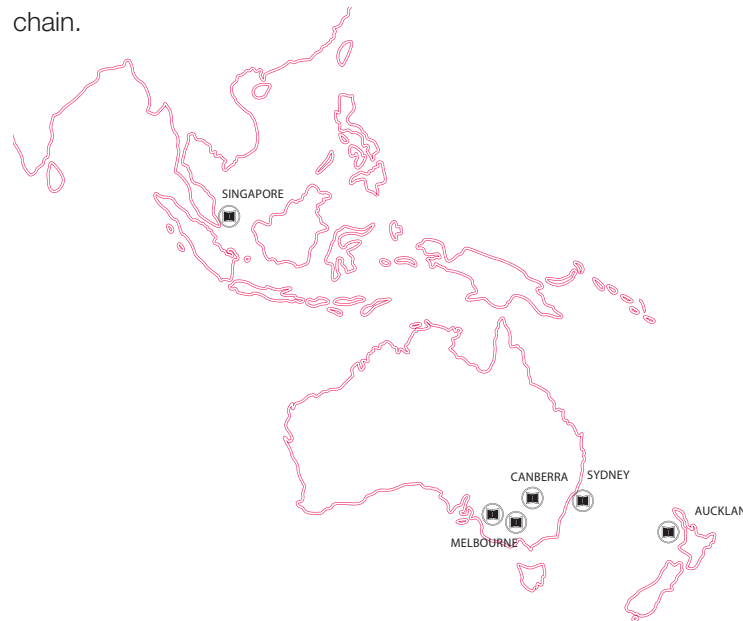 chain.
SINGAPORE
CANBERRA
SYDNEY
AUCKLAN
MELBOURNE